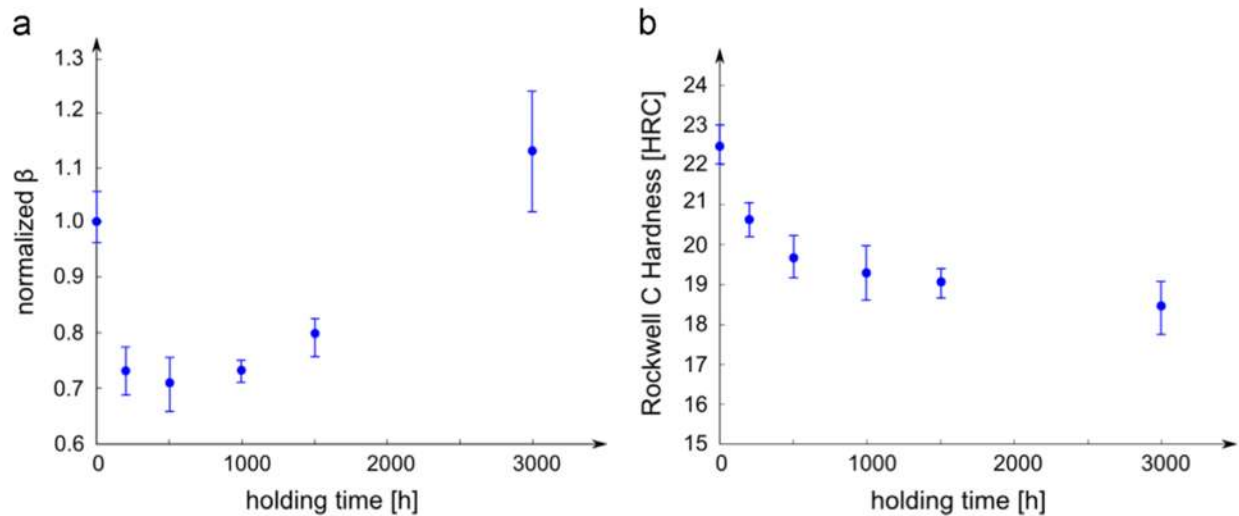 a
1.3
1.2
1.1
1.0
0.9
0.8
0.7
0.6
normalized β
0 1000 2000 3000
holding time [h]
b
24
23
22
21
20
19
18
17
16
15
Rockwell C Hardness [HRC]
0 1000 2000 3000
holding time [h]